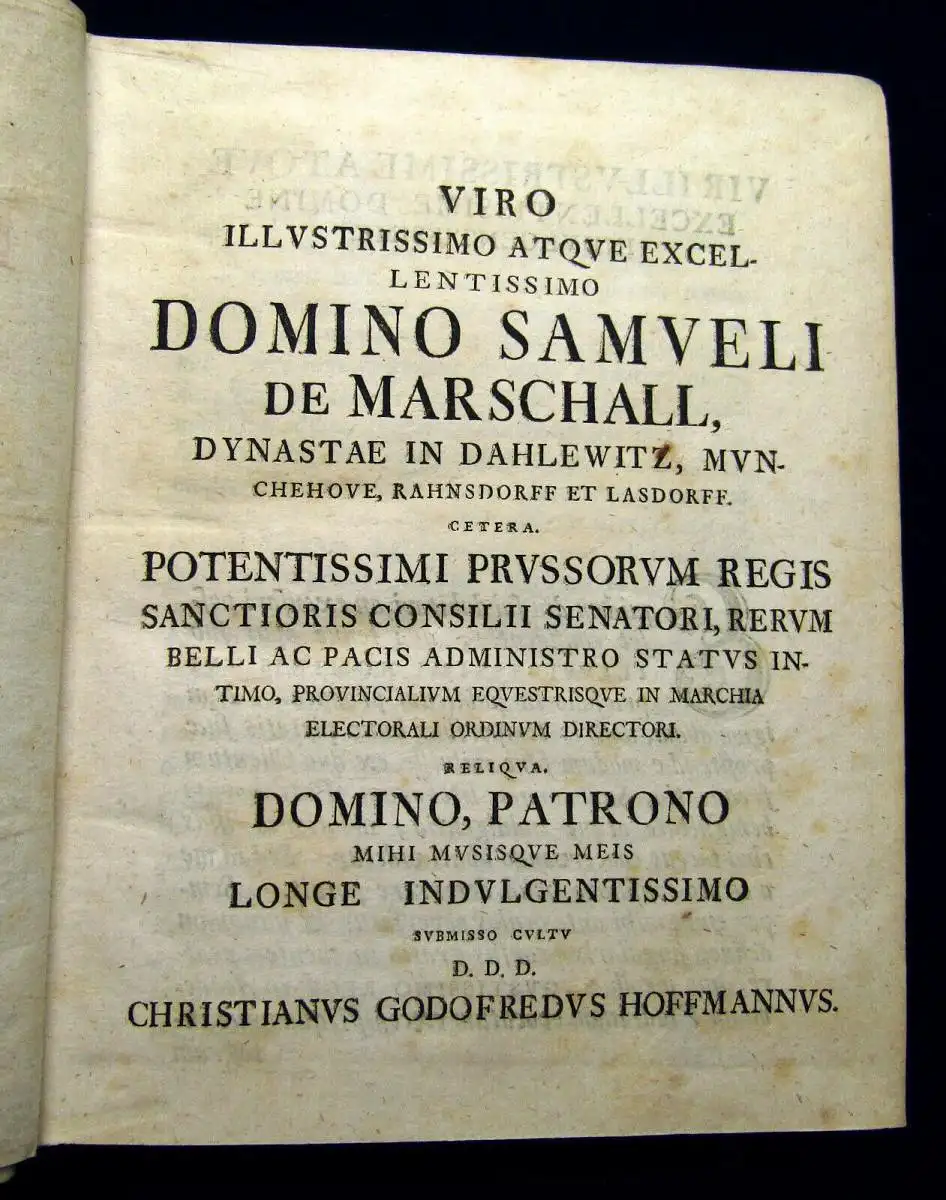 VIRO
ILLVSTRISSIMO ATQVE EXCEL-
LENTISSIMO
DOMINO SAMVELI
DE MARSCHALL,
DYNASTAE IN DAHLEWITZ, MVN-
CHEHOVE, RAHNSDORFF ET LASDORFF.
CETERA.
POTENTISSIMI PRVSSORVM REGIS
SANCTIORIS CONSILII SENATORI, RERVM
BELLI AC PACIS ADMINISTRO STATVS IN-
TIMO, PROVINCIALIVM EQVESTRISQVE IN MARCHIA
ELECTORALI ORDINVM DIRECTORI.
RELIQVA.
DOMINO, PATRONO
MIHI MVSISQVE MEIS
LONGE INDVLGENTISSIMO
SVBMISSO CVLTV
D. D. D.
CHRISTIANVS GODOFREDVS HOFFMANNVS.